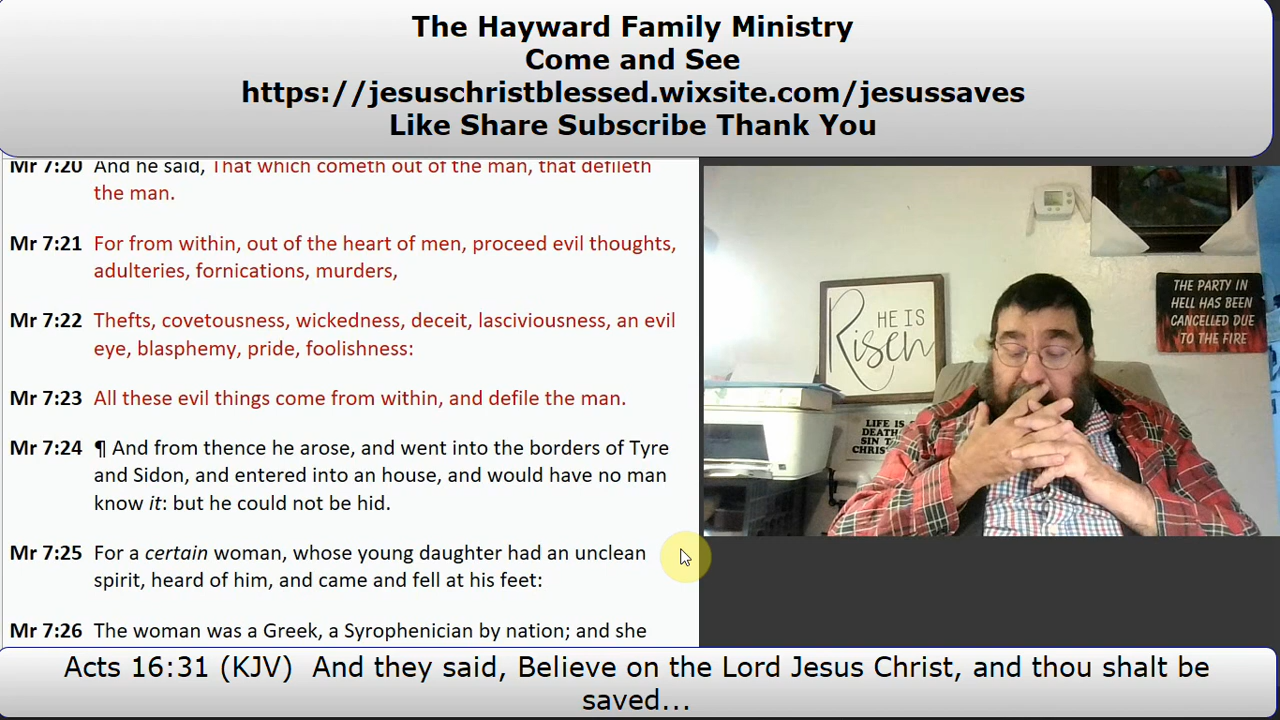 The Hayward Family Ministry
Come and See
https://jesuschristblessed.wixsite.com/jesussaves
Like Share Subscribe Thank You
Mr 7:20 And he said, That which cometh out of the man, that defileth
the man.
Mr 7:21 For from within, out of the heart of men, proceed evil thoughts,
adulteries, fornications, murders,
Mr 7:22 Thefts, covetousness, wickedness, deceit, lasciviousness, an evil
eye, blasphemy, pride, foolishness:
Mr 7:23 All these evil things come from within, and defile the man.
Mr 7:24 ¶ And from thence he arose, and went into the borders of Tyre
and Sidon, and entered into an house, and would have no man
know it: but he could not be hid.
Mr 7:25 For a certain woman, whose young daughter had an unclean
spirit, heard of him, and came and fell at his feet:
Mr 7:26 The woman was a Greek, a Syrophenician by nation; and she
HE IS
Risen
THE PARTY IN
HELL HAS BEEN
CANCELLED DUE
TO THE FIRE
LIFE IS
DEATH
SIN
CHRIS
Acts 16:31 (KJV) And they said, Believe on the Lord Jesus Christ, and thou shalt be
saved...